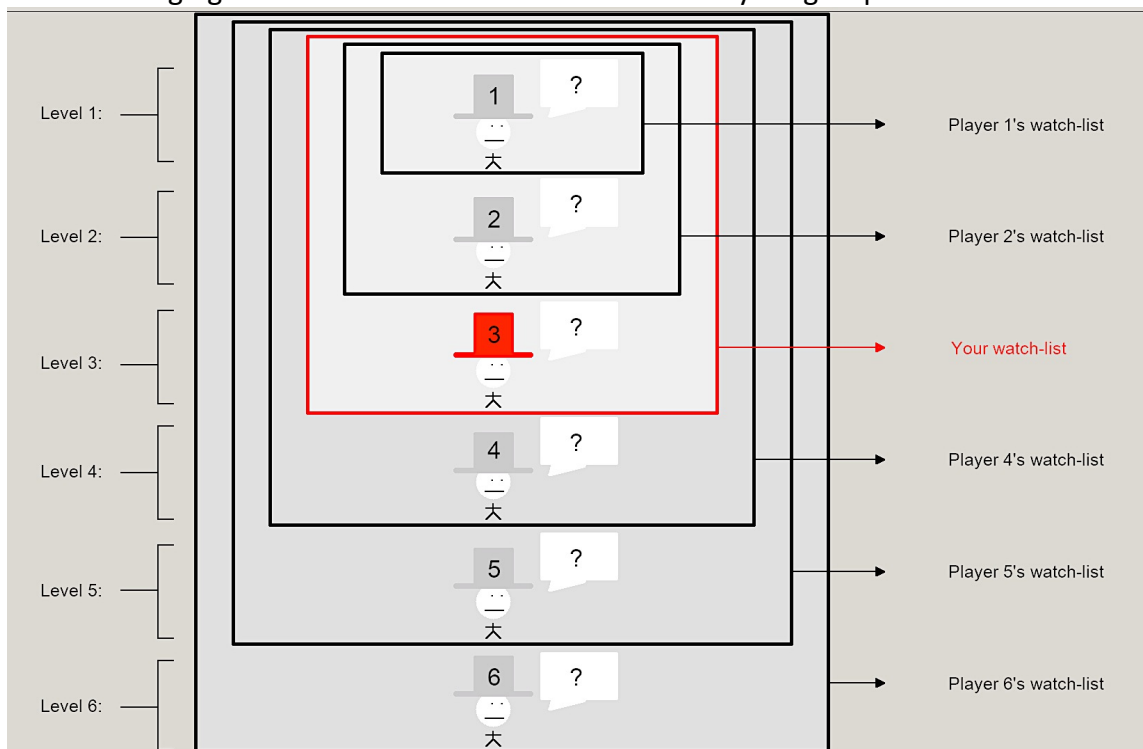 Level 1:
1
?
Player 1's watch-list
Level 2:
2
?
Player 2's watch-list
Level 3:
3
?
Your watch-list
Level 4:
4
?
Player 4's watch-list
Level 5:
5
?
Player 5's watch-list
Level 6:
6
?
Player 6's watch-list